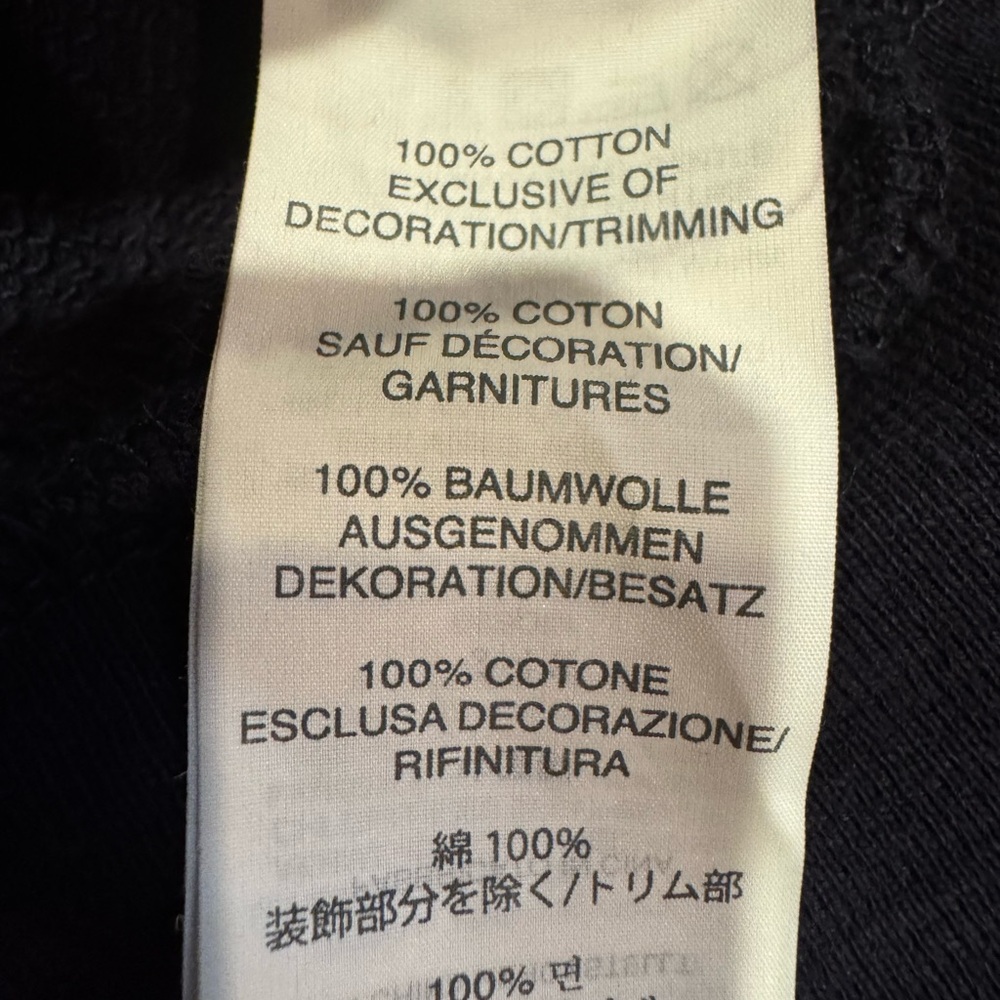 100% COTTON
EXCLUSIVE OF
DECORATION/TRIMMING
100% COTON
SAUF DÉCORATION/
GARNITURES
100% BAUMWOLLE
AUSGENOMMEN
DEKORATION/BESATZ
100% COTONE
ESCLUSA DECORAZIONE/
RIFINITURA
綿 100%
装飾部分を除く/トリム部
100% 면